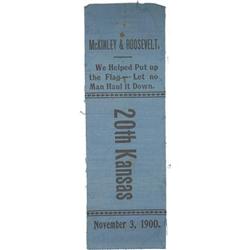 McKINLEY & ROOSEVELT.
We Helped Put up
the Flag— Let no
Man Haul it Down.
20th Kansas
November 3, 1900.